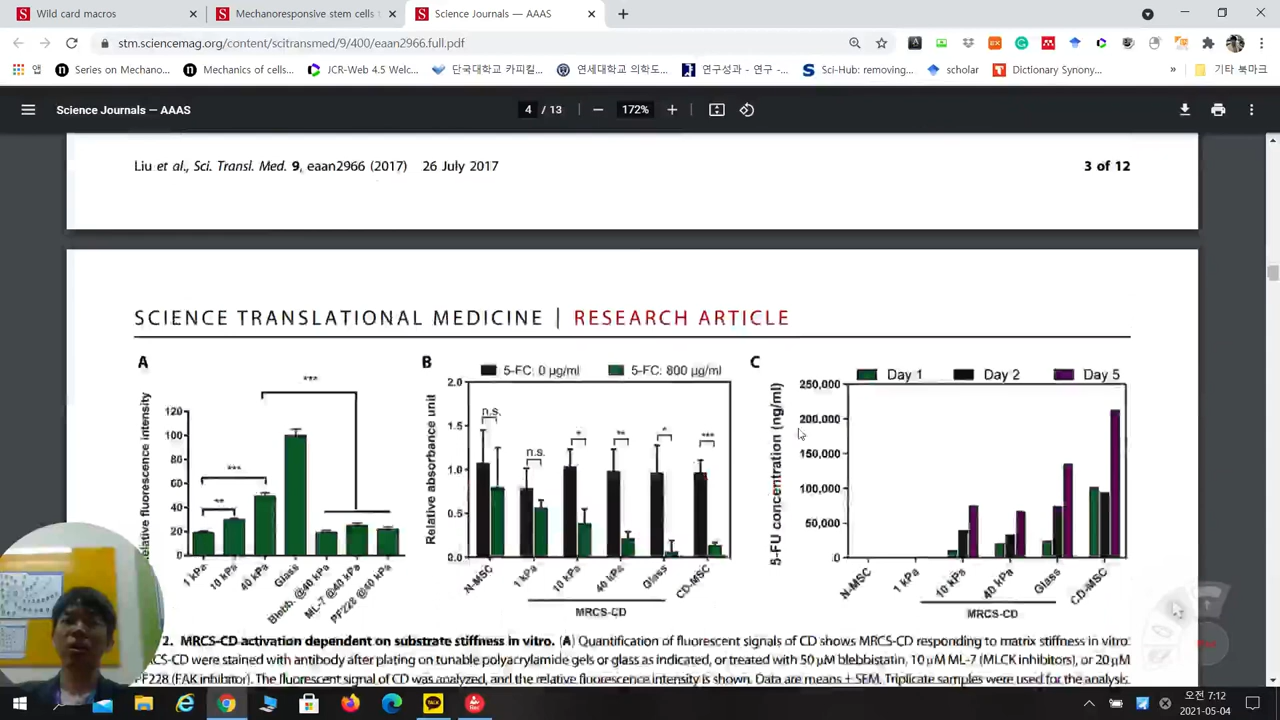 Wild card macros
Mechanoresponsive stem cells t
Science Journals — AAAS
stm.sciencemag.org/content/scitransmed/9/400/eaan2966.full.pdf
앱
Series on Mechano...
Mechanics of cells...
JCR-Web 4.5 Welc...
단국대학교 카피킬...
연세대학교 의학도...
연구성과 - 연구 -...
Sci-Hub: removing...
scholar
Dictionary Synony...
»
기타 북마크
Science Journals — AAAS
4 / 13
172%
Liu et al., Sci. Transl. Med. 9, eaan2966 (2017) 26 July 2017
3 of 12
SCIENCE TRANSLATIONAL MEDICINE | RESEARCH ARTICLE
A
Relative fluorescence intensity
120
100
80
60
40
20
0
***
***
**
1 kPa
10 kPa
40 kPa
Glass
Blebb. @40 kPa
ML-7 @40 kPa
PF228 @40 kPa
B
5-FC: 0 µg/ml
5-FC: 800 µg/ml
Relative absorbance unit
2.0
1.5
1.0
0.5
0.0
n.s.
n.s.
*
**
*
***
N-MSC
1 kPa
10 kPa
40 kPa
Glass
CD-MSC
MRCS-CD
C
Day 1
Day 2
Day 5
5-FU concentration (ng/ml)
250,000
200,000
150,000
100,000
50,000
0
N-MSC
1 kPa
10 kPa
40 kPa
Glass
CD-MSC
MRCS-CD
2. MRCS-CD activation dependent on substrate stiffness in vitro. (A) Quantification of fluorescent signals of CD shows MRCS-CD responding to matrix stiffness in vitro.
CS-CD were stained with antibody after plating on tunable polyacrylamide gels or glass as indicated, or treated with 50 µM blebbistatin, 10 µM ML-7 (MLCK inhibitors), or 20 µM
PF228 (FAK inhibitor). The fluorescent signal of CD was analyzed, and the relative fluorescence intensity is shown. Data are means ± SEM. Triplicate samples were used for the analysis
오전 7:12
2021-05-04